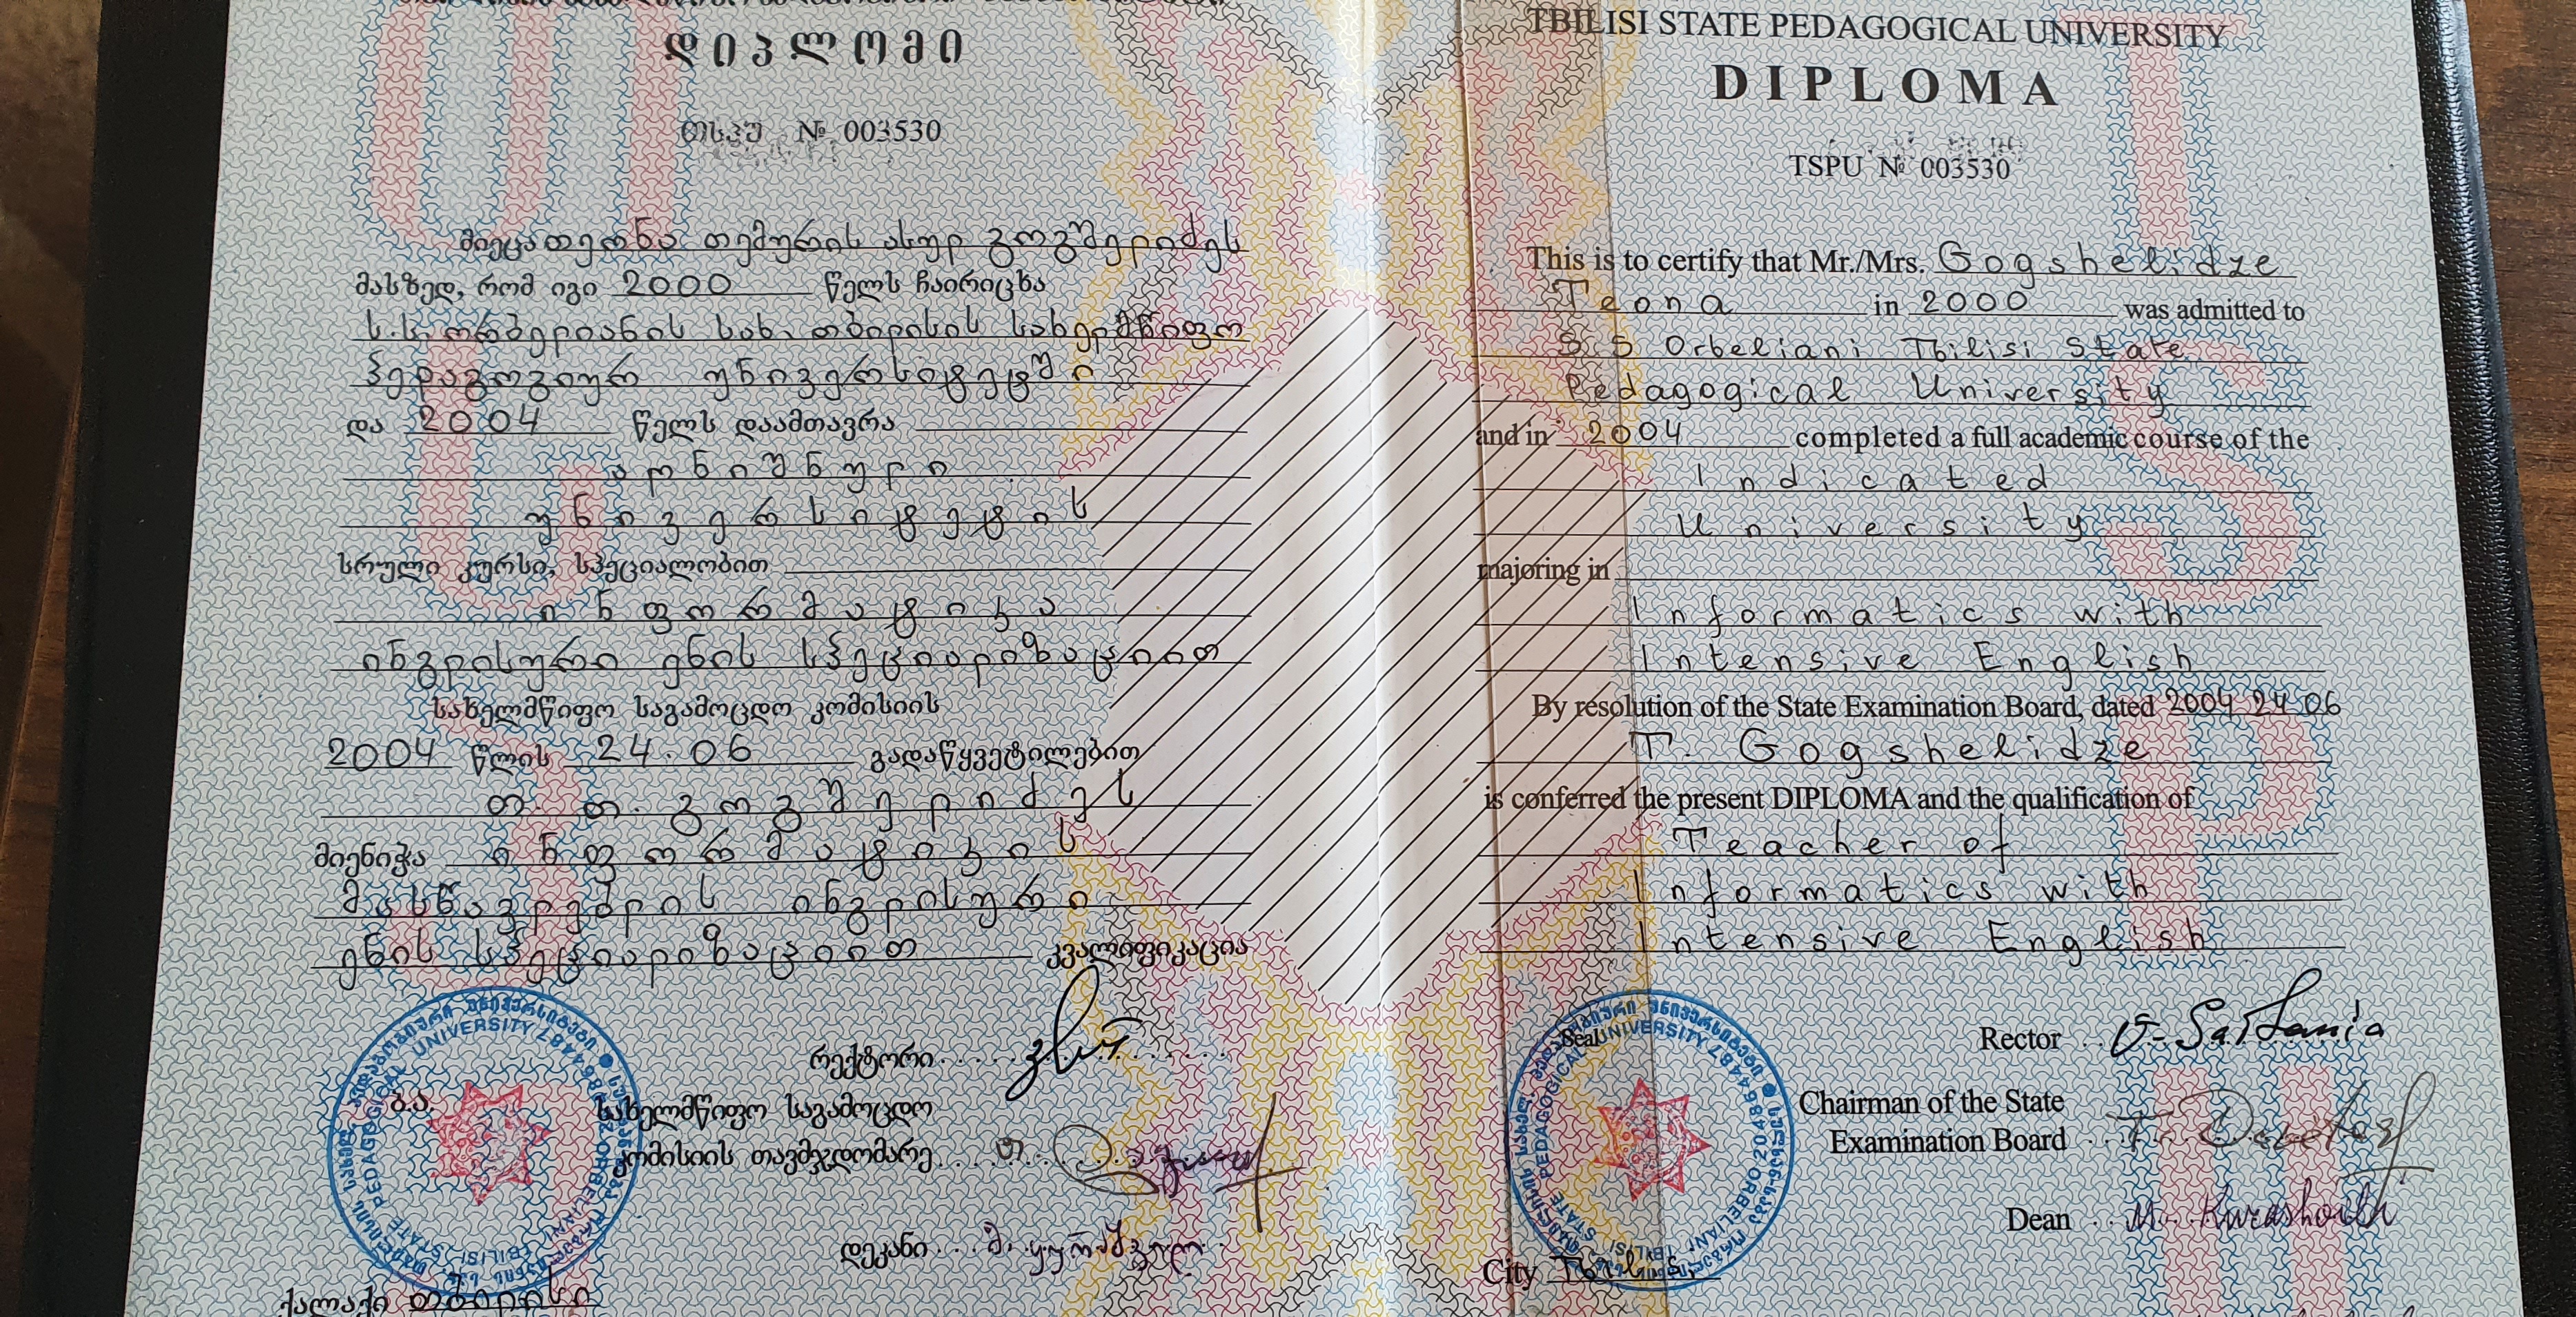 დიპლომი
თსპუ № 003530
მიეცა თეონა თემურის ასულ გოგშელიძეს
მასზედ, რომ იგი 2000 წელს ჩაირიცხა
ს.ს. ორბელიანის სახ. თბილისის სახელმწიფო
პედაგოგიურ უნივერსიტეტში
და 2004 წელს დაამთავრა
აღნიშნული
უნივერსიტეტის
სრული კურსი, სპეციალობით
ინფორმატიკა
ინგლისური ენის სპეციალიზაციით
სახელმწიფო საგამოცდო კომისიის
2004 წლის 24.06 გადაწყვეტილებით
თ. თ. გოგშელიძეს
მიენიჭა ინფორმატიკის
მასწავლებლის ინგლისური
ენის სპეციალიზაციით კვალიფიკაცია
რექტორი
ბ.ა.
სახელმწიფო საგამოცდო
კომისიის თავმჯდომარე
დეკანი
ქალაქი თბილისი
TBILISI STATE PEDAGOGICAL UNIVERSITY
DIPLOMA
TSPU № 003530
This is to certify that Mr./Mrs. Gogshelidze
Teona in 2000 was admitted to
S S Orbeliani Tbilisi State
Pedagogical University
and in 2004 completed a full academic course of the
Indicated
University
majoring in
Informatics with
Intensive English
By resolution of the State Examination Board, dated 2004 24 06
T. Gogshelidze
is conferred the present DIPLOMA and the qualification of
Teacher of
Informatics with
Intensive English
Seal
Rector
Chairman of the State
Examination Board
Dean
City Tbilisi